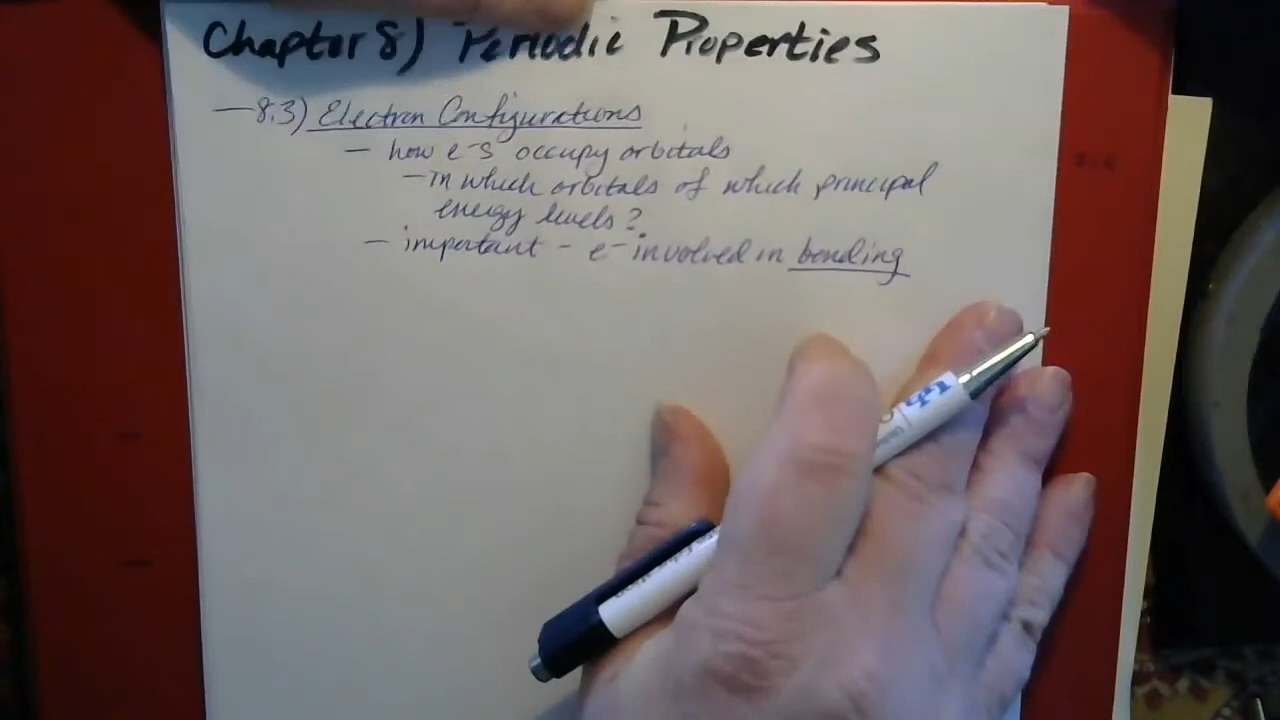 Chapter 8) Periodic Properties
— 8.3) Electron Configurations
— how e⁻s occupy orbitals
— in which orbitals of which principal
energy levels?
— important - e⁻ involved in bonding